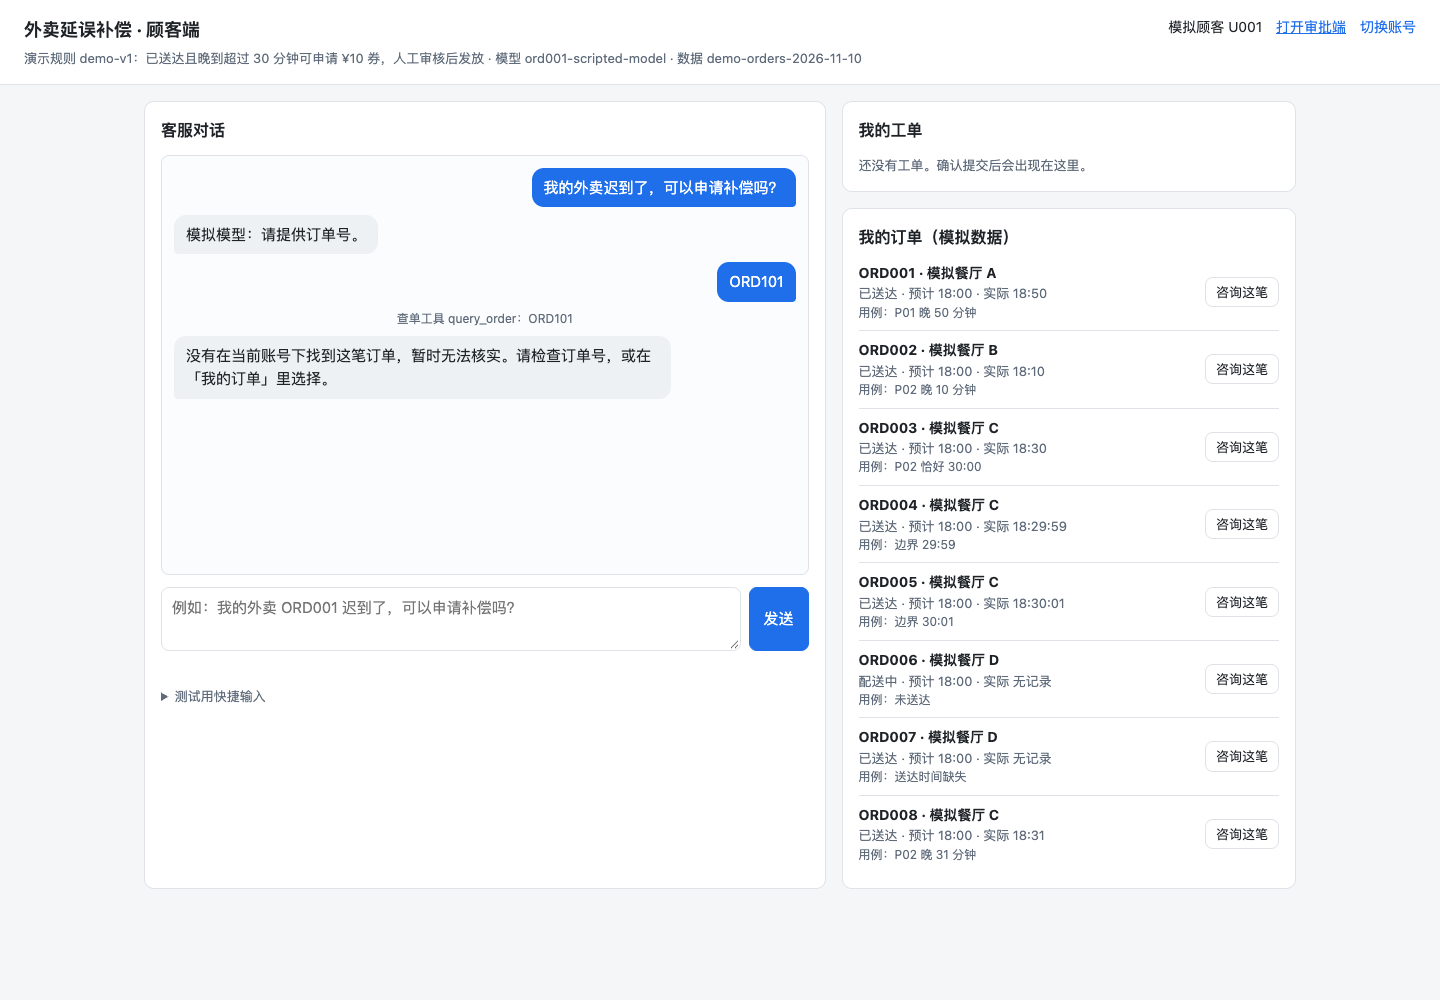 外卖延误补偿 · 顾客端
演示规则 demo-v1：已送达且晚到超过 30 分钟可申请 ¥10 券，人工审核后发放 · 模型 ord001-scripted-model · 数据 demo-orders-2026-11-10
模拟顾客 U001 打开审批端 切换账号
客服对话
我的外卖迟到了，可以申请补偿吗？
模拟模型：请提供订单号。
ORD101
查单工具 query_order：ORD101
没有在当前账号下找到这笔订单，暂时无法核实。请检查订单号，或在
「我的订单」里选择。
例如：我的外卖 ORD001 迟到了，可以申请补偿吗？
发送
测试用快捷输入
我的工单
还没有工单。确认提交后会出现在这里。
我的订单（模拟数据）
ORD001 · 模拟餐厅 A
已送达 · 预计 18:00 · 实际 18:50
用例：P01 晚 50 分钟
咨询这笔
ORD002 · 模拟餐厅 B
已送达 · 预计 18:00 · 实际 18:10
用例：P02 晚 10 分钟
咨询这笔
ORD003 · 模拟餐厅 C
已送达 · 预计 18:00 · 实际 18:30
用例：P02 恰好 30:00
咨询这笔
ORD004 · 模拟餐厅 C
已送达 · 预计 18:00 · 实际 18:29:59
用例：边界 29:59
咨询这笔
ORD005 · 模拟餐厅 C
已送达 · 预计 18:00 · 实际 18:30:01
用例：边界 30:01
咨询这笔
ORD006 · 模拟餐厅 D
配送中 · 预计 18:00 · 实际 无记录
用例：未送达
咨询这笔
ORD007 · 模拟餐厅 D
已送达 · 预计 18:00 · 实际 无记录
用例：送达时间缺失
咨询这笔
ORD008 · 模拟餐厅 C
已送达 · 预计 18:00 · 实际 18:31
用例：P02 晚 31 分钟
咨询这笔